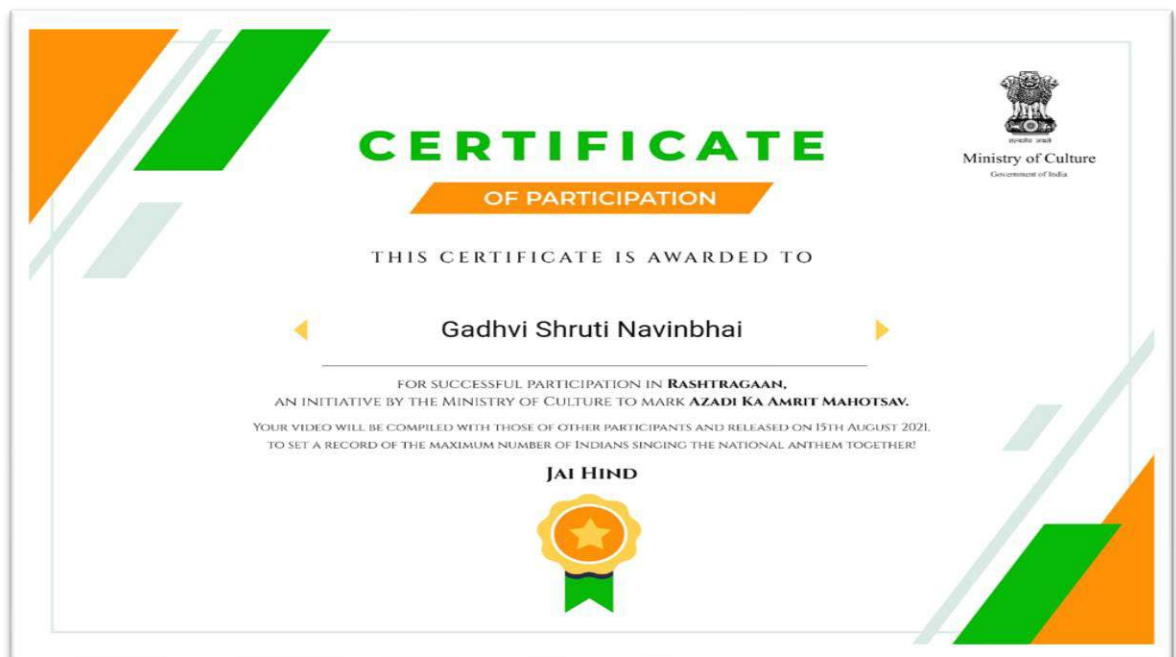 CERTIFICATE
OF PARTICIPATION
सत्यमेव जयते
Ministry of Culture
Government of India
THIS CERTIFICATE IS AWARDED TO
Gadhvi Shruti Navinbhai
FOR SUCCESSFUL PARTICIPATION IN RASHTRAGAAN,
AN INITIATIVE BY THE MINISTRY OF CULTURE TO MARK AZADI KA AMRIT MAHOTSAV.
YOUR VIDEO WILL BE COMPILED WITH THOSE OF OTHER PARTICIPANTS AND RELEASED ON 15TH AUGUST 2021.
TO SET A RECORD OF THE MAXIMUM NUMBER OF INDIANS SINGING THE NATIONAL ANTHEM TOGETHER!
JAI HIND